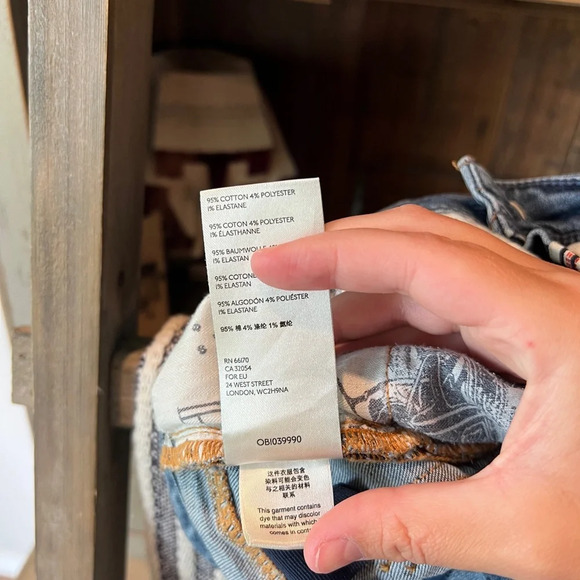 95% COTTON 4% POLYESTER
1% ELASTANE
95% COTON 4% POLYESTER
1% ÉLASTHANNE
95% BAUMWOLLE
1% ELASTAN
95% COTONE
1% ELASTAN
95% ALGODÓN 4% POLIÉSTER
1% ELASTANE
95% 棉 4% 涤纶 1% 氨纶
RN 66170
CA 32054
FOR EU
24 WEST STREET
LONDON, WC2H9NA
OB1039990
这件衣服包含
染料可能会变色
与之相关的材料
联系
This garment contains
dye that may discolor
materials with which
comes in